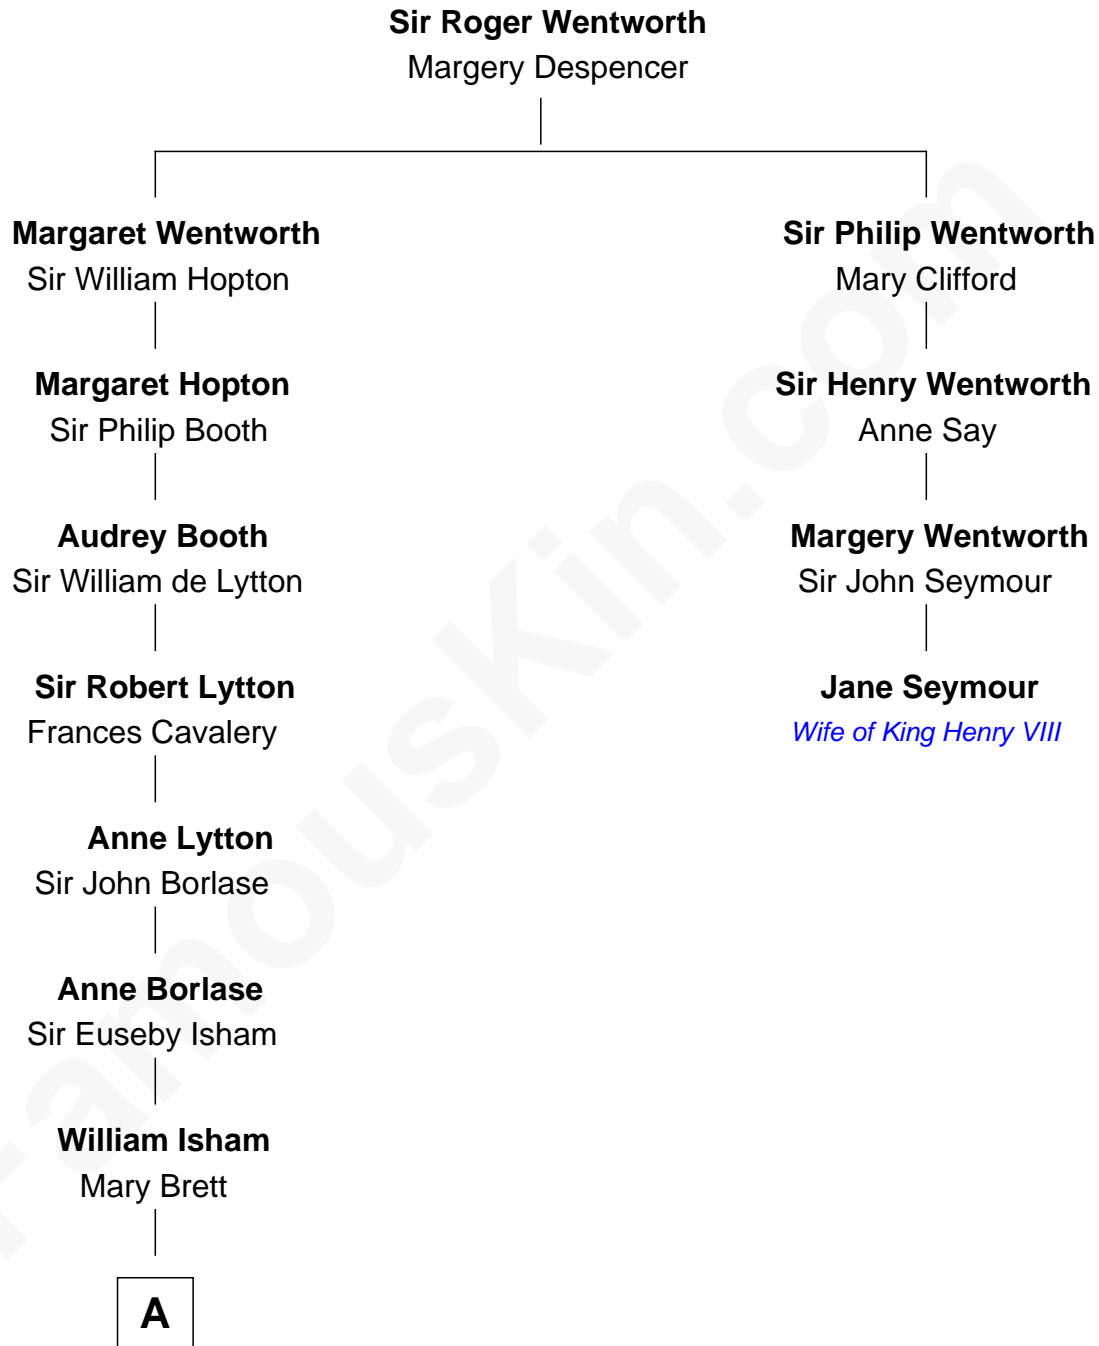 Sir Roger Wentworth
Margery Despencer
Margaret Wentworth
Sir William Hopton
Sir Philip Wentworth
Mary Clifford
Margaret Hopton
Sir Philip Booth
Sir Henry Wentworth
Anne Say
Audrey Booth
Sir William de Lytton
Margery Wentworth
Sir John Seymour
Sir Robert Lytton
Frances Cavalery
Jane Seymour
Wife of King Henry VIII
Anne Lytton
Sir John Borlase
Anne Borlase
Sir Euseby Isham
William Isham
Mary Brett
A
FamousKin.com